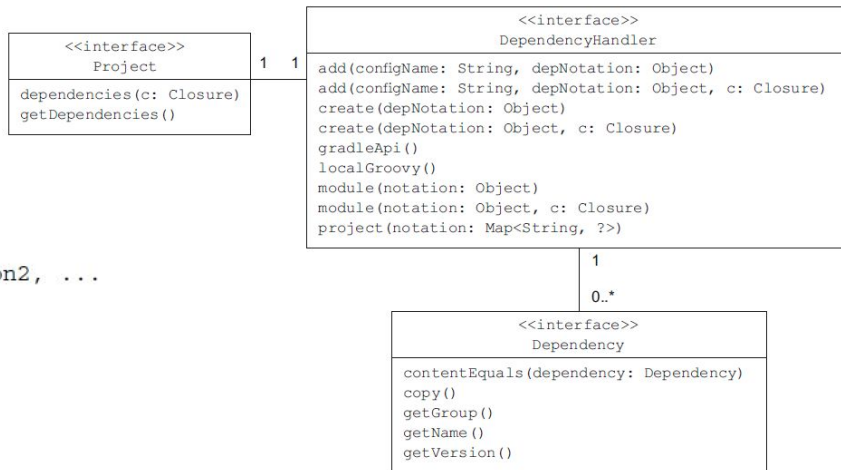 <<interface>>
Project
dependencies(c: Closure)
getDependencies()
1 1
<<interface>>
DependencyHandler
add(configName: String, depNotation: Object)
add(configName: String, depNotation: Object, c: Closure)
create(depNotation: Object)
create(depNotation: Object, c: Closure)
gradleApi()
localGroovy()
module(notation: Object)
module(notation: Object, c: Closure)
project(notation: Map<String, ?>)
on2, ...
1
0..*
<<interface>>
Dependency
contentEquals(dependency: Dependency)
copy()
getGroup()
getName()
getVersion()